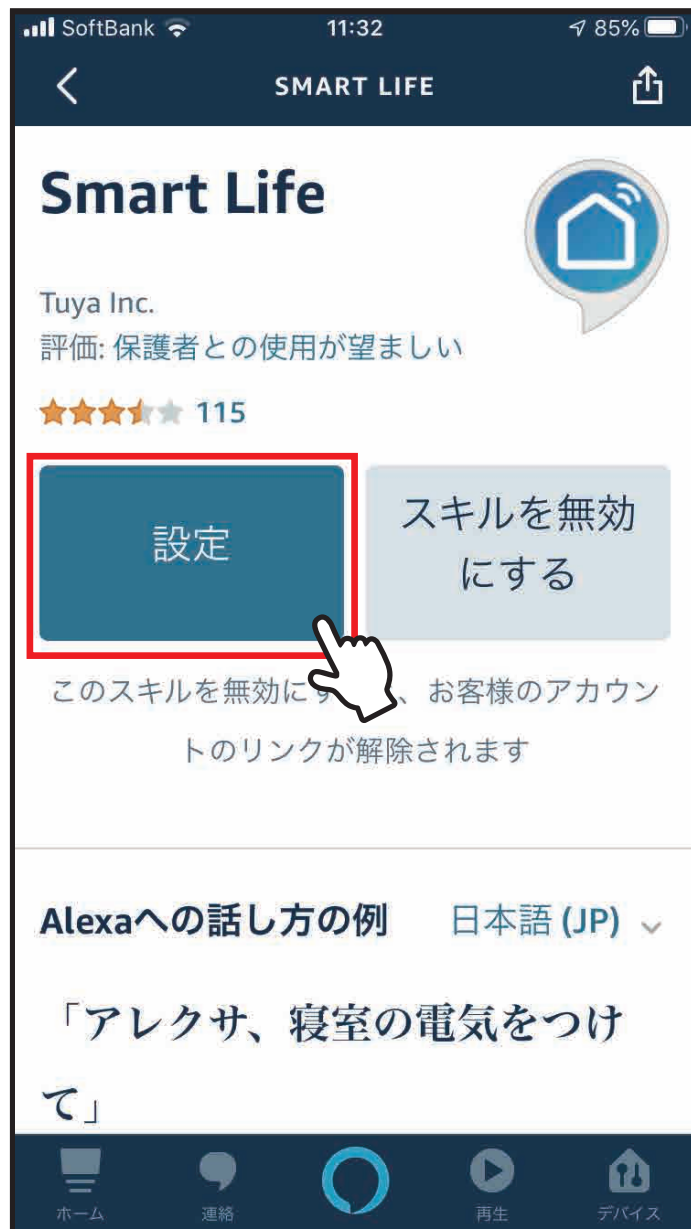 SoftBank 11:32 85%
SMART LIFE
Smart Life
Tuya Inc.
評価: 保護者との使用が望ましい
115
設定
スキルを無効
にする
このスキルを無効にす 、お客様のアカウン
トのリンクが解除されます
Alexaへの話し方の例 日本語 (JP)
「アレクサ、寝室の電気をつけ
て」
ホーム 連絡 再生 デバイス